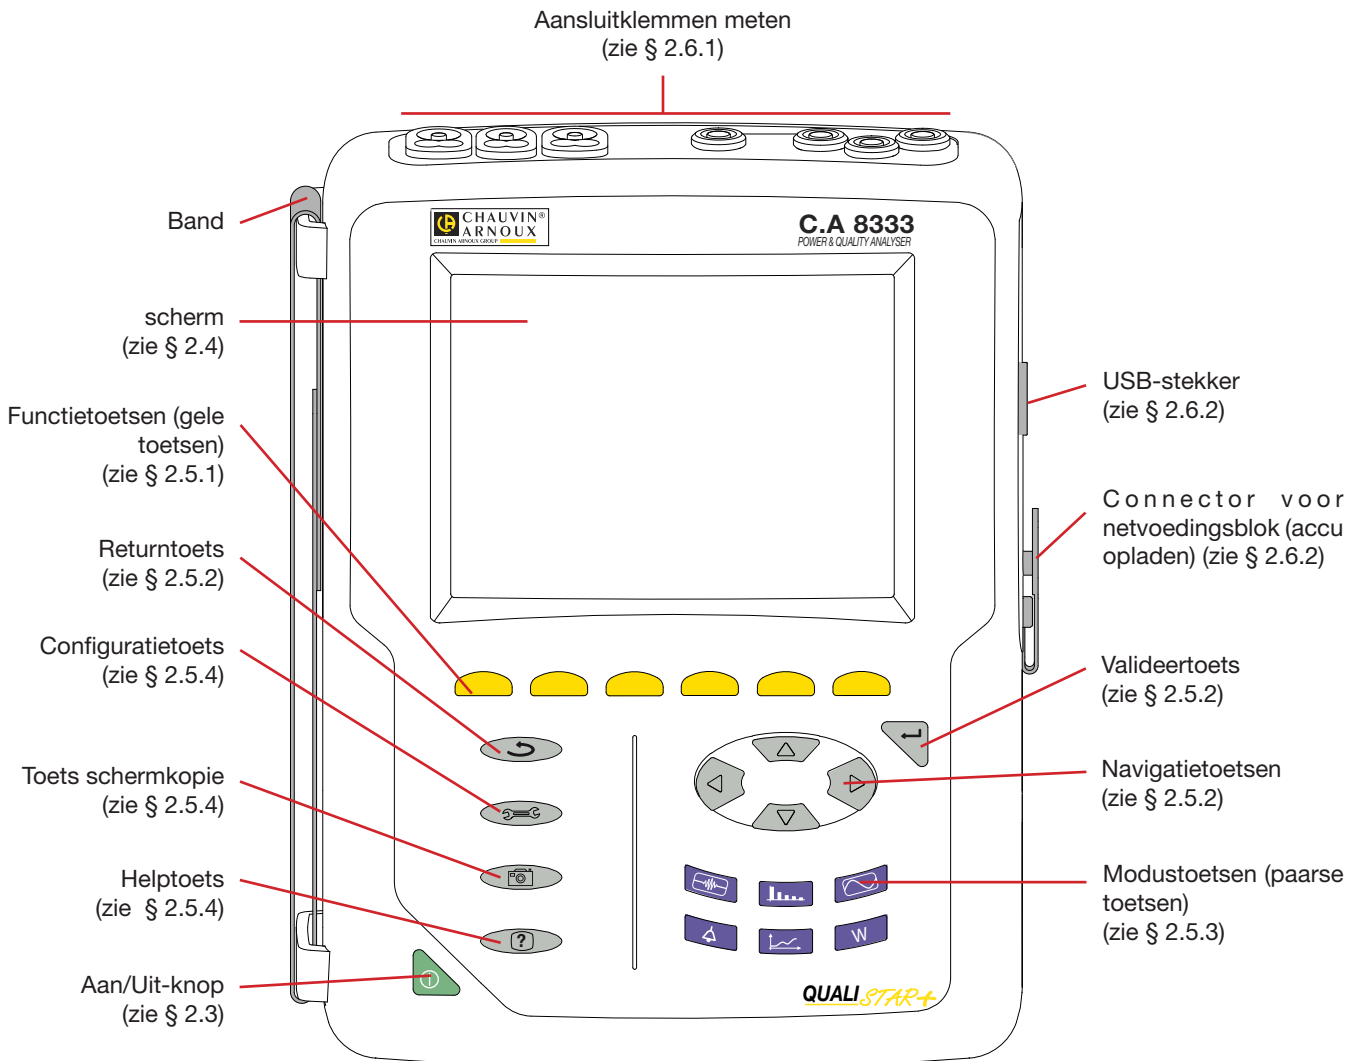 Aansluitklemmen meten
(zie § 2.6.1)
Band
CHAUVIN®
ARNOUX
CHAUVIN ARNOUX GROUP
C.A 8333
POWER & QUALITY ANALYSER
scherm
(zie § 2.4)
USB-stekker
(zie § 2.6.2)
Functietoetsen (gele
toetsen)
(zie § 2.5.1)
Connector voor
netvoedingsblok (accu
opladen) (zie § 2.6.2)
Returntoets
(zie § 2.5.2)
Configuratietoets
(zie § 2.5.4)
Valideertoets
(zie § 2.5.2)
Toets schermkopie
(zie § 2.5.4)
Navigatietoetsen
(zie § 2.5.2)
Helptoets
(zie § 2.5.4)
?
Modustoetsen (paarse
toetsen)
(zie § 2.5.3)
W
Aan/Uit-knop
(zie § 2.3)
QUALISTAR+